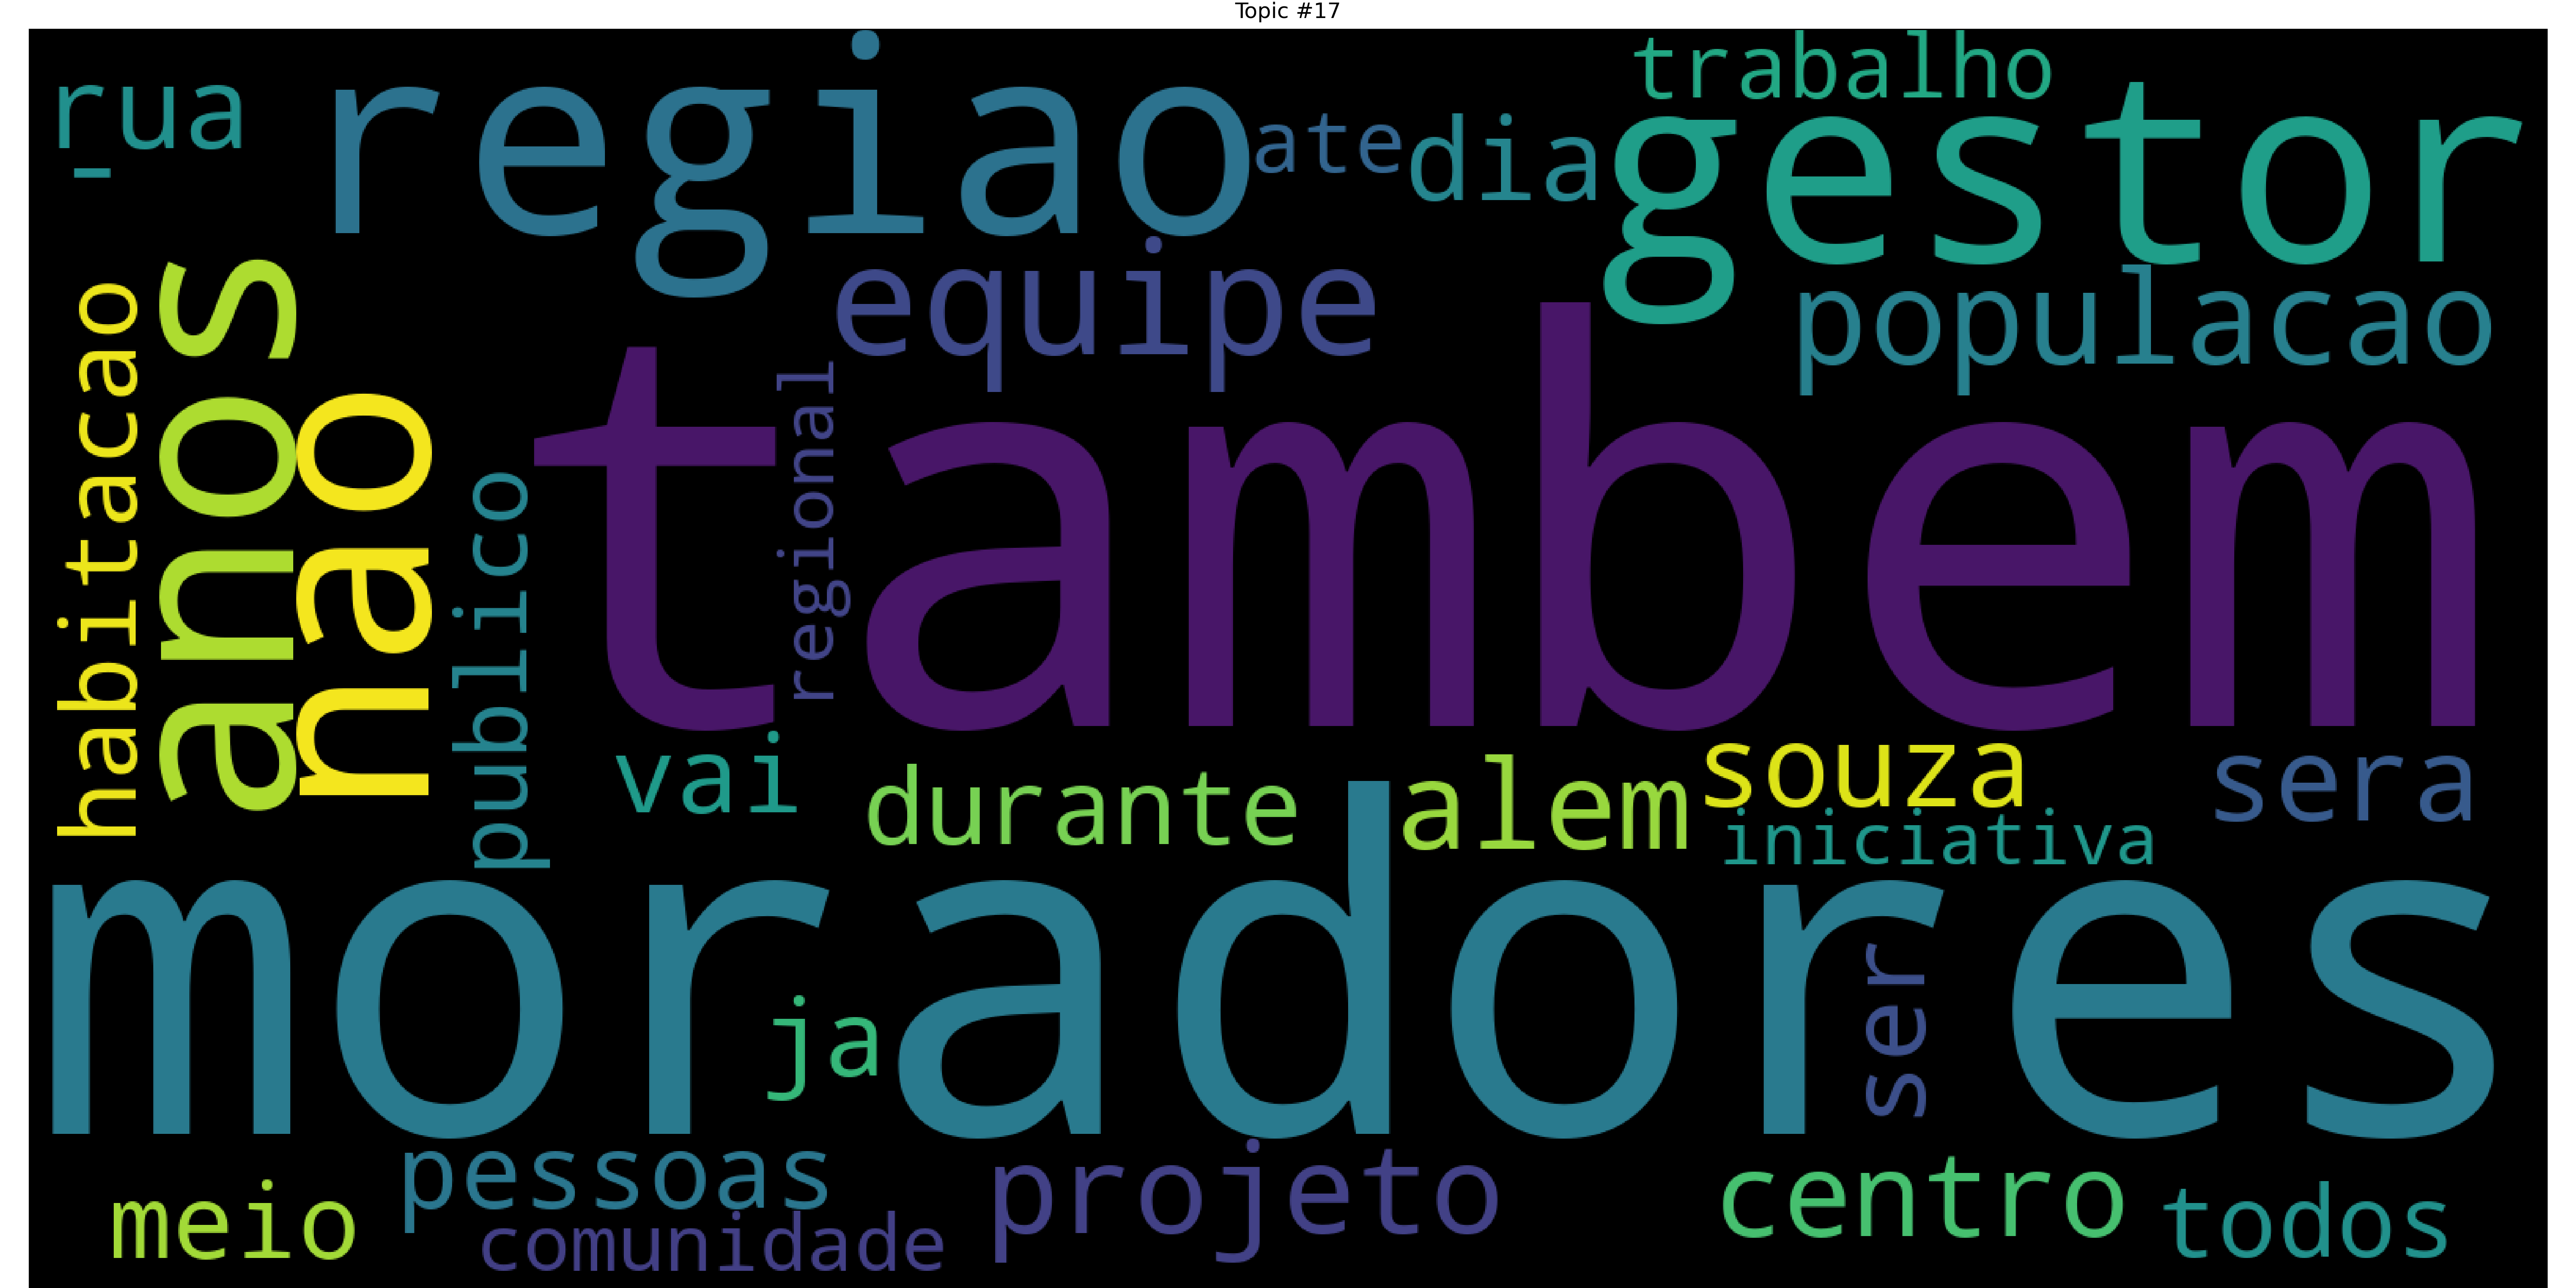 Topic #17
rua
regiao
ate
dia
trabalho
gestor
equipe
populacao
habitacao
anos
nao
publico
tambem
regional
vai
durante
alem
souza
sera
iniciativa
moradores
ja
ser
meio
pessoas
comunidade
projeto
centro
todos